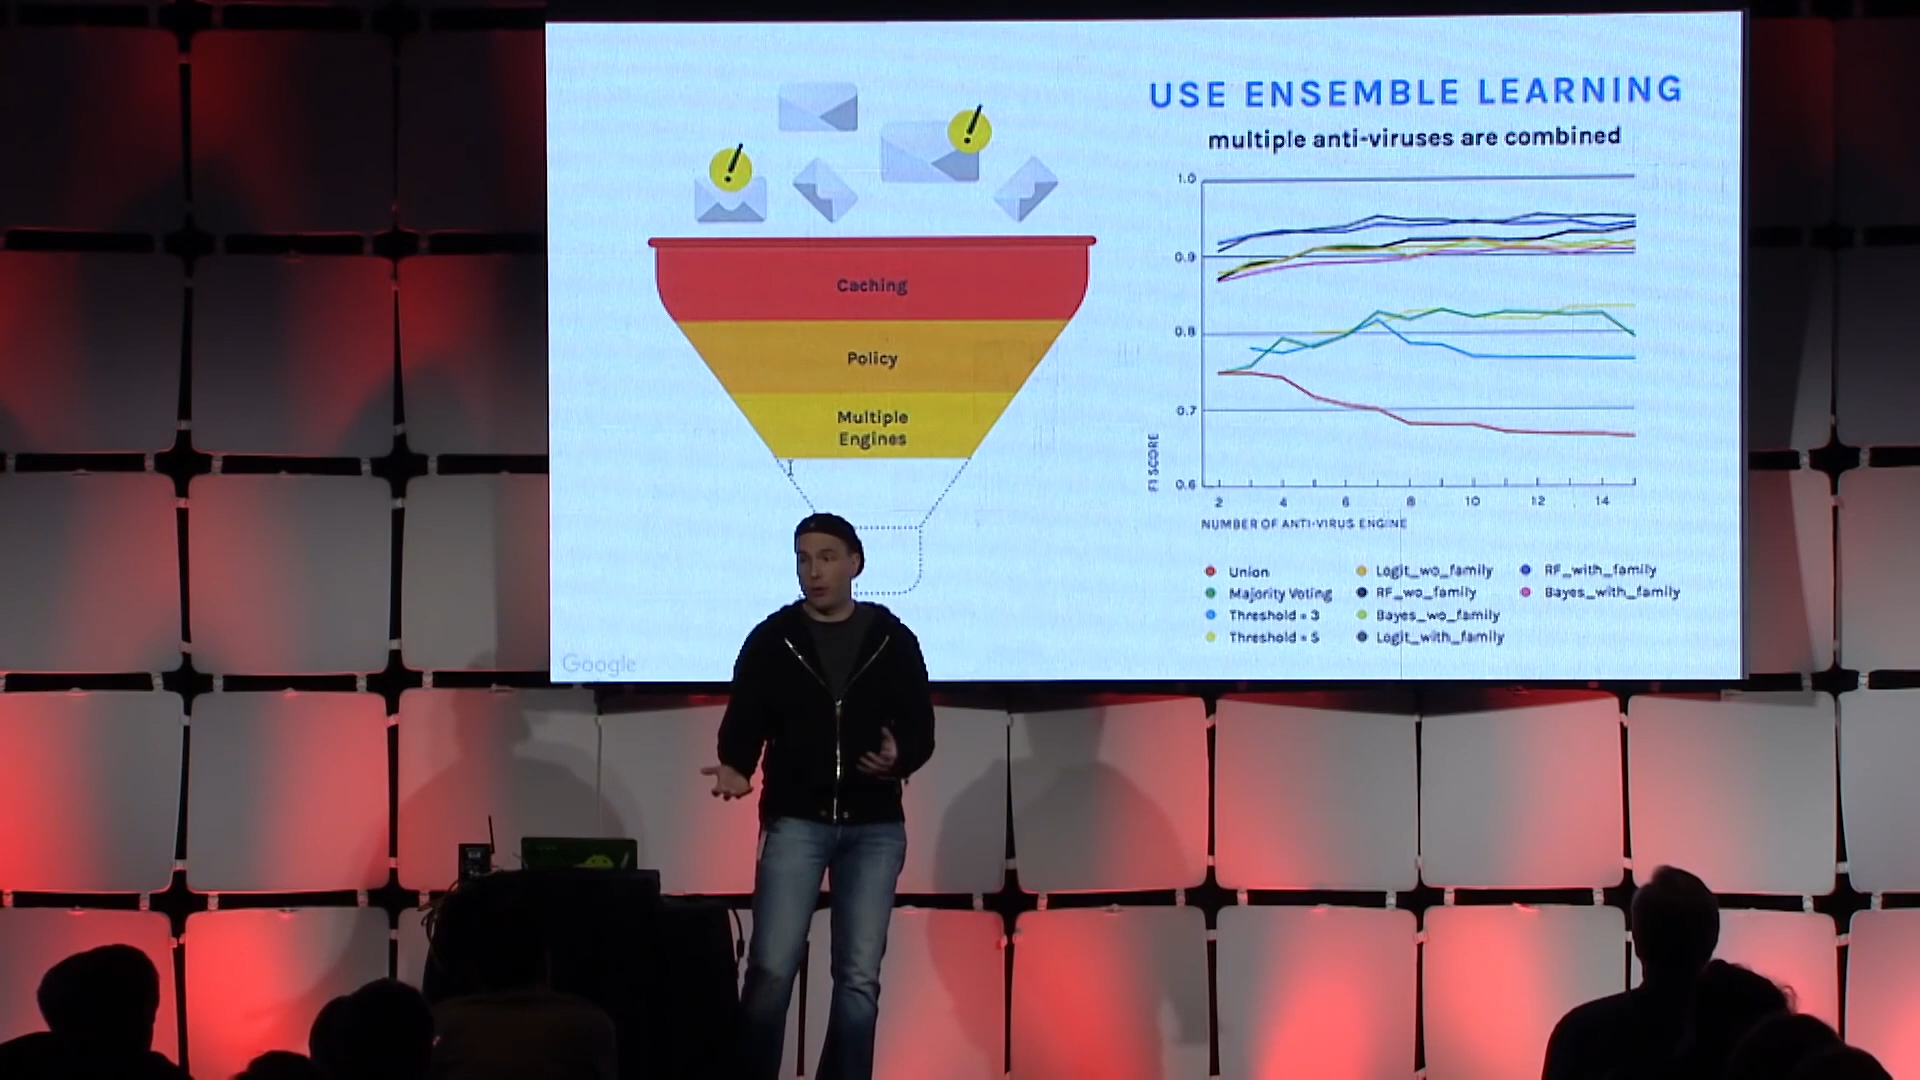 USE ENSEMBLE LEARNING
multiple anti-viruses are combined
Caching
Policy
Multiple
Engines
1.0
0.9
0.8
0.7
0.6
F1 SCORE
2 4 6 8 10 12 14
NUMBER OF ANTI-VIRUS ENGINE
Union
Majority Voting
Threshold = 3
Threshold = 5
Logit_wo_family
RF_wo_family
Bayes_wo_family
Logit_with_family
RF_with_family
Bayes_with_family
Google